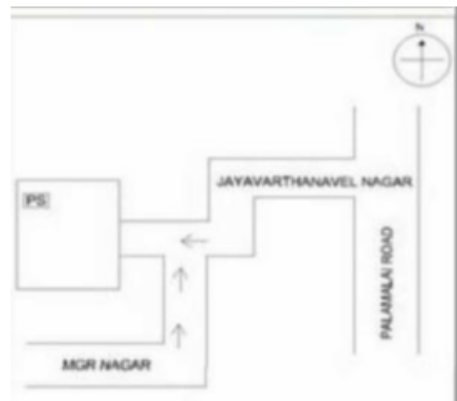 N
JAYAVARTHANAVEL NAGAR
PS
PALAMALAI ROAD
MGR NAGAR